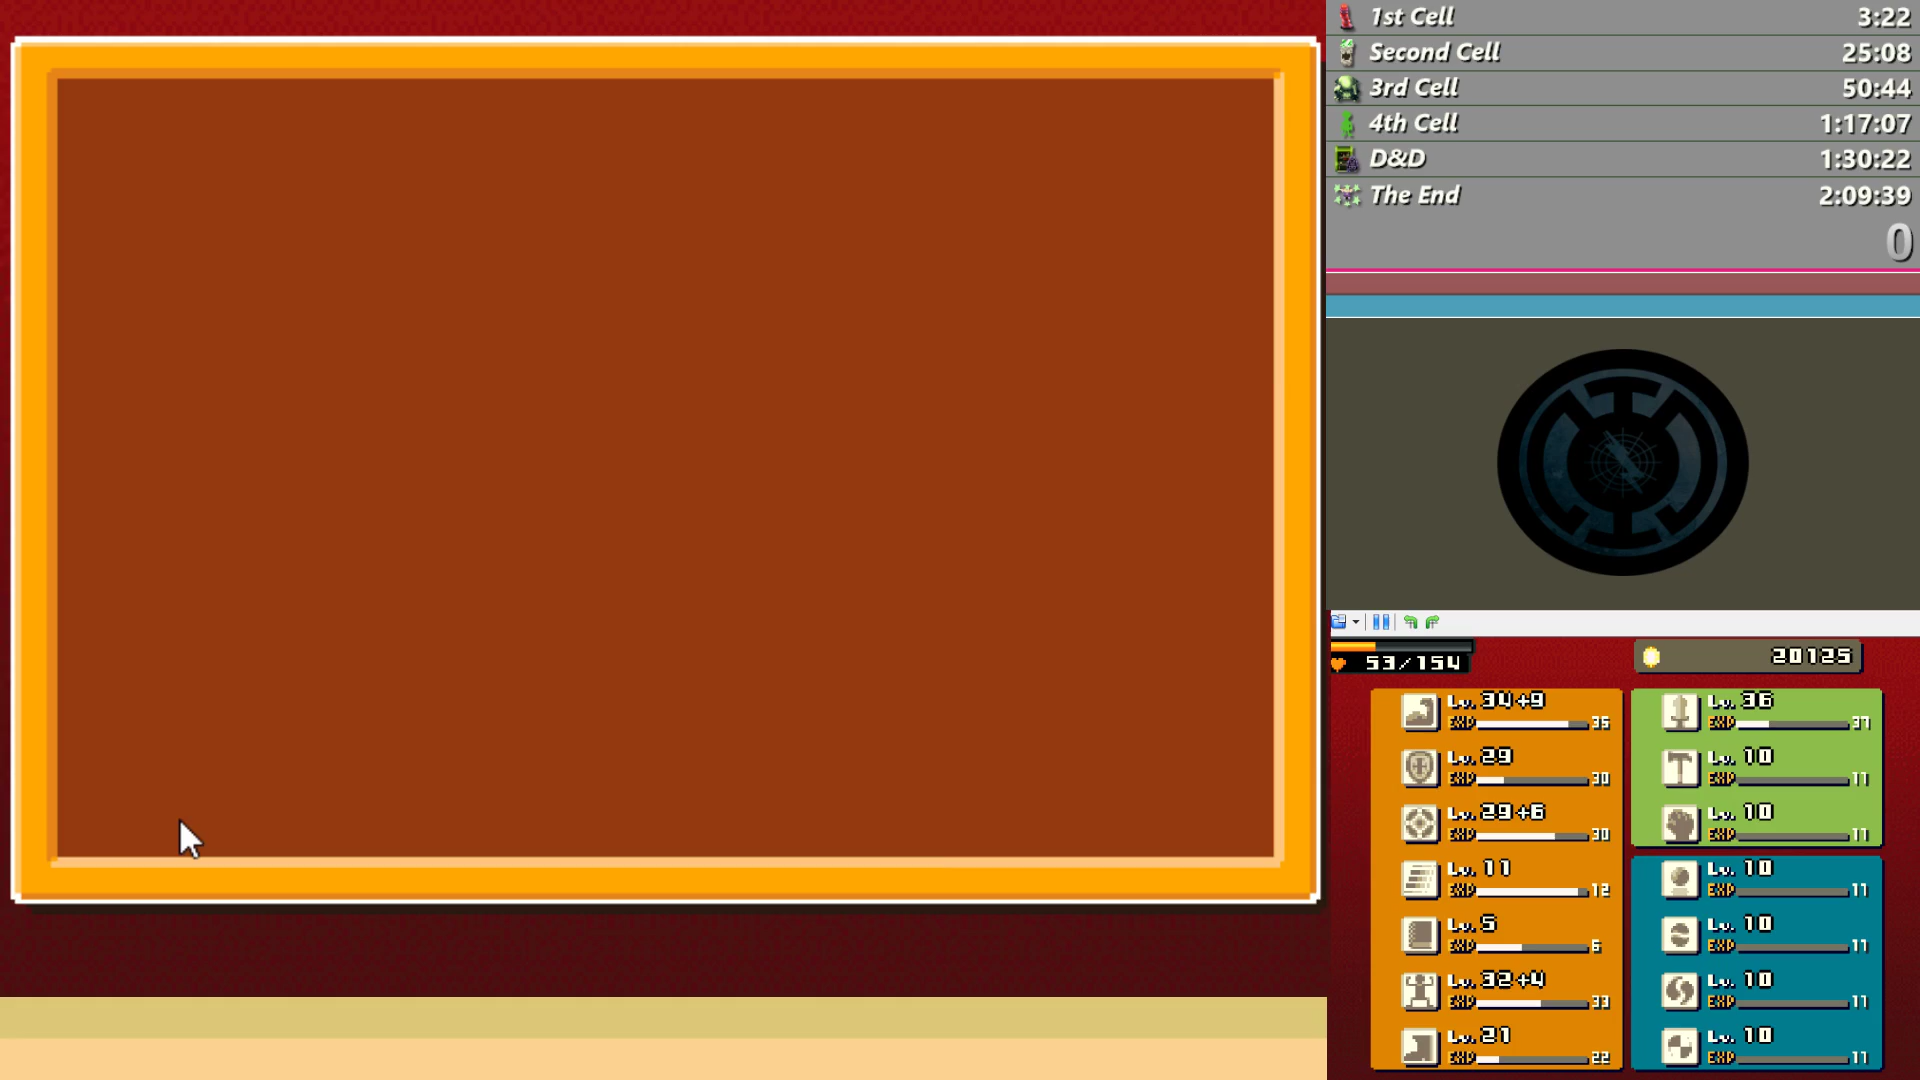 1st Cell 3:22
Second Cell 25:08
3rd Cell 50:44
4th Cell 1:17:07
D&D 1:30:22
The End 2:09:39
0
53/154
20125
Lv. 34+9
EXP 35
Lv. 29
EXP 30
Lv. 29+6
EXP 30
Lv. 11
EXP 12
Lv. 5
EXP 6
Lv. 32+4
EXP 33
Lv. 21
EXP 22
Lv. 36
EXP 37
Lv. 10
EXP 11
Lv. 10
EXP 11
Lv. 10
EXP 11
Lv. 10
EXP 11
Lv. 10
EXP 11
Lv. 10
EXP 11